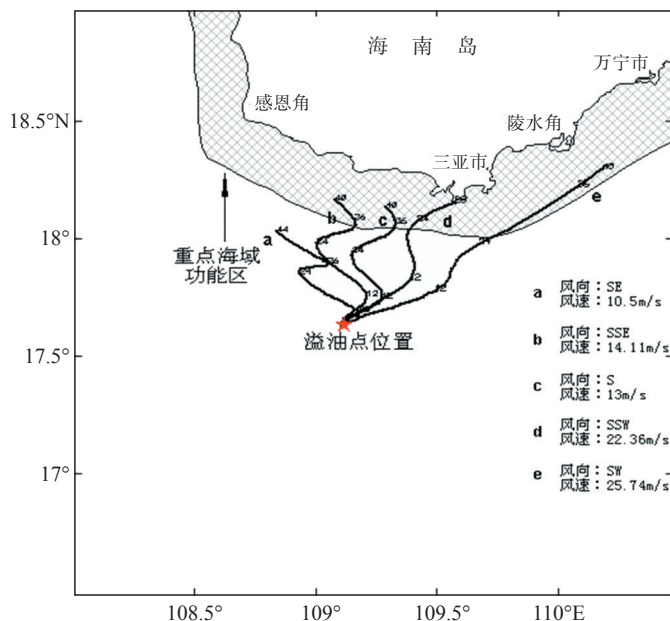 海 南 岛
万宁市
感恩角
18.5°N
陵水角
三亚市
40
40
b
c
d
e
a
44
18°
重点海域
功能区
溢油点位置
17.5°
17°
a 风向：SE
风速：10.5m/s
b 风向：SSE
风速：14.11m/s
c 风向：S
风速：13m/s
d 风向：SSW
风速：22.36m/s
e 风向：SW
风速：25.74m/s
108.5°
109°
109.5°
110°E